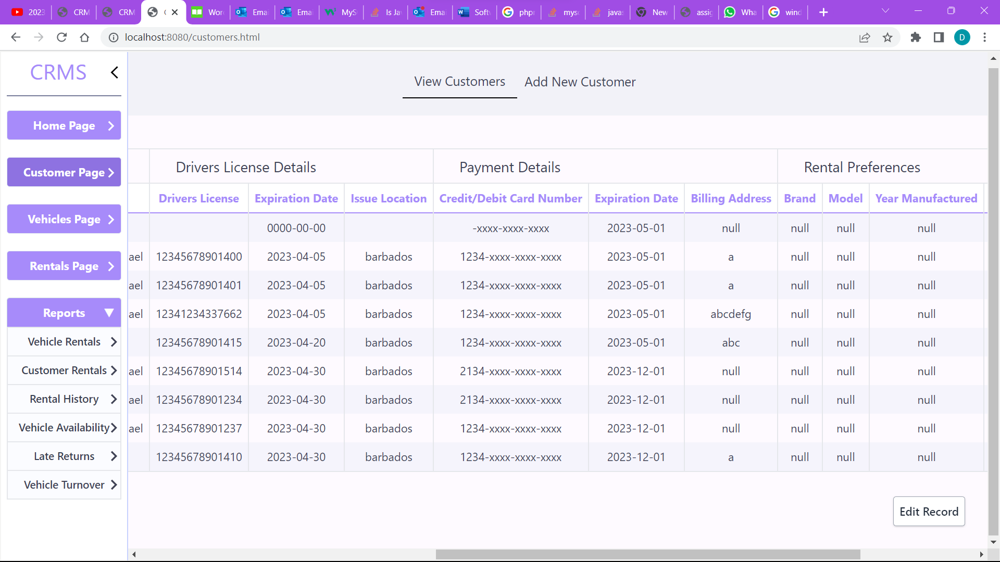 2023
CRM
CRM
Wor
Emai
Emai
MyS
Is Ja
Emai
Soft
php
mys
javas
New
assig
Wha
wind
localhost:8080/customers.html
D
CRMS
View Customers Add New Customer
Home Page
Customer Page
Vehicles Page
Rentals Page
Reports
Vehicle Rentals
Customer Rentals
Rental History
Vehicle Availability
Late Returns
Vehicle Turnover
Drivers License Details Payment Details Rental Preferences
Drivers License Expiration Date Issue Location Credit/Debit Card Number Expiration Date Billing Address Brand Model Year Manufactured
0000-00-00 -xxxx-xxxx-xxxx 2023-05-01 null null null null
ael 12345678901400 2023-04-05 barbados 1234-xxxx-xxxx-xxxx 2023-05-01 a null null null
ael 12345678901401 2023-04-05 barbados 1234-xxxx-xxxx-xxxx 2023-05-01 a null null null
ael 12341234337662 2023-04-05 barbados 1234-xxxx-xxxx-xxxx 2023-05-01 abcdefg null null null
12345678901415 2023-04-20 barbados 1234-xxxx-xxxx-xxxx 2023-05-01 abc null null null
ael 12345678901514 2023-04-30 barbados 2134-xxxx-xxxx-xxxx 2023-12-01 null null null null
ael 12345678901234 2023-04-30 barbados 2134-xxxx-xxxx-xxxx 2023-12-01 null null null null
ael 12345678901237 2023-04-30 barbados 1234-xxxx-xxxx-xxxx 2023-12-01 null null null null
12345678901410 2023-04-30 barbados 1234-xxxx-xxxx-xxxx 2023-12-01 a null null null
Edit Record